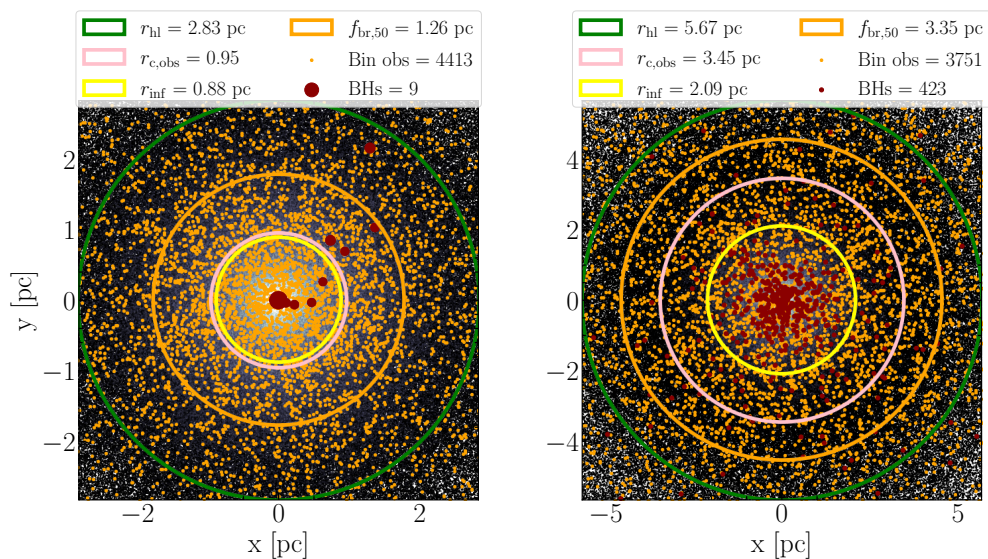 r_hl = 2.83 pc
r_c,obs = 0.95
r_inf = 0.88 pc
f_br,50 = 1.26 pc
Bin obs = 4413
BHs = 9
r_hl = 5.67 pc
r_c,obs = 3.45 pc
r_inf = 2.09 pc
f_br,50 = 3.35 pc
Bin obs = 3751
BHs = 423
y [pc]
2
1
0
−1
−2
−2
0
2
x [pc]
4
2
0
−2
−4
−5
0
5
x [pc]